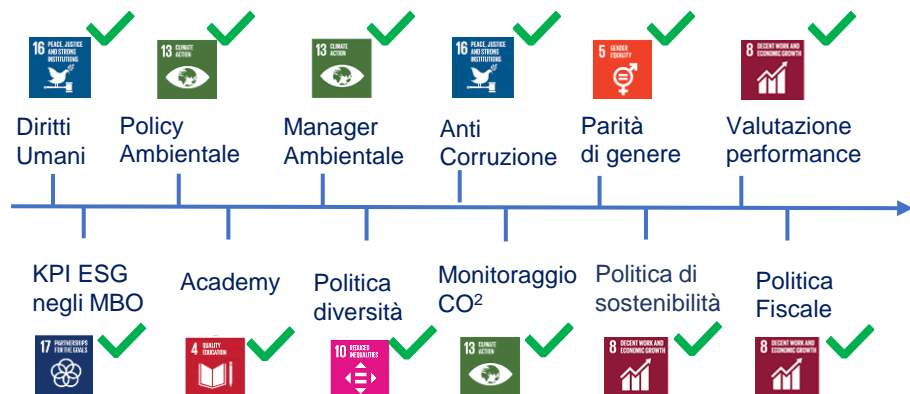 16 PEACE, JUSTICE
AND STRONG
INSTITUTIONS
13 CLIMATE
ACTION
13 CLIMATE
ACTION
16 PEACE, JUSTICE
AND STRONG
INSTITUTIONS
5 GENDER
EQUALITY
8 DECENT WORK AND
ECONOMIC GROWTH
Diritti
Umani
Policy
Ambientale
Manager
Ambientale
Anti
Corruzione
Parità
di genere
Valutazione
performance
KPI ESG
negli MBO
Academy
Politica
diversità
Monitoraggio
CO²
Politica di
sostenibilità
Politica
Fiscale
17 PARTNERSHIPS
FOR THE GOALS
4 QUALITY
EDUCATION
10 REDUCED
INEQUALITIES
13 CLIMATE
ACTION
8 DECENT WORK AND
ECONOMIC GROWTH
8 DECENT WORK AND
ECONOMIC GROWTH